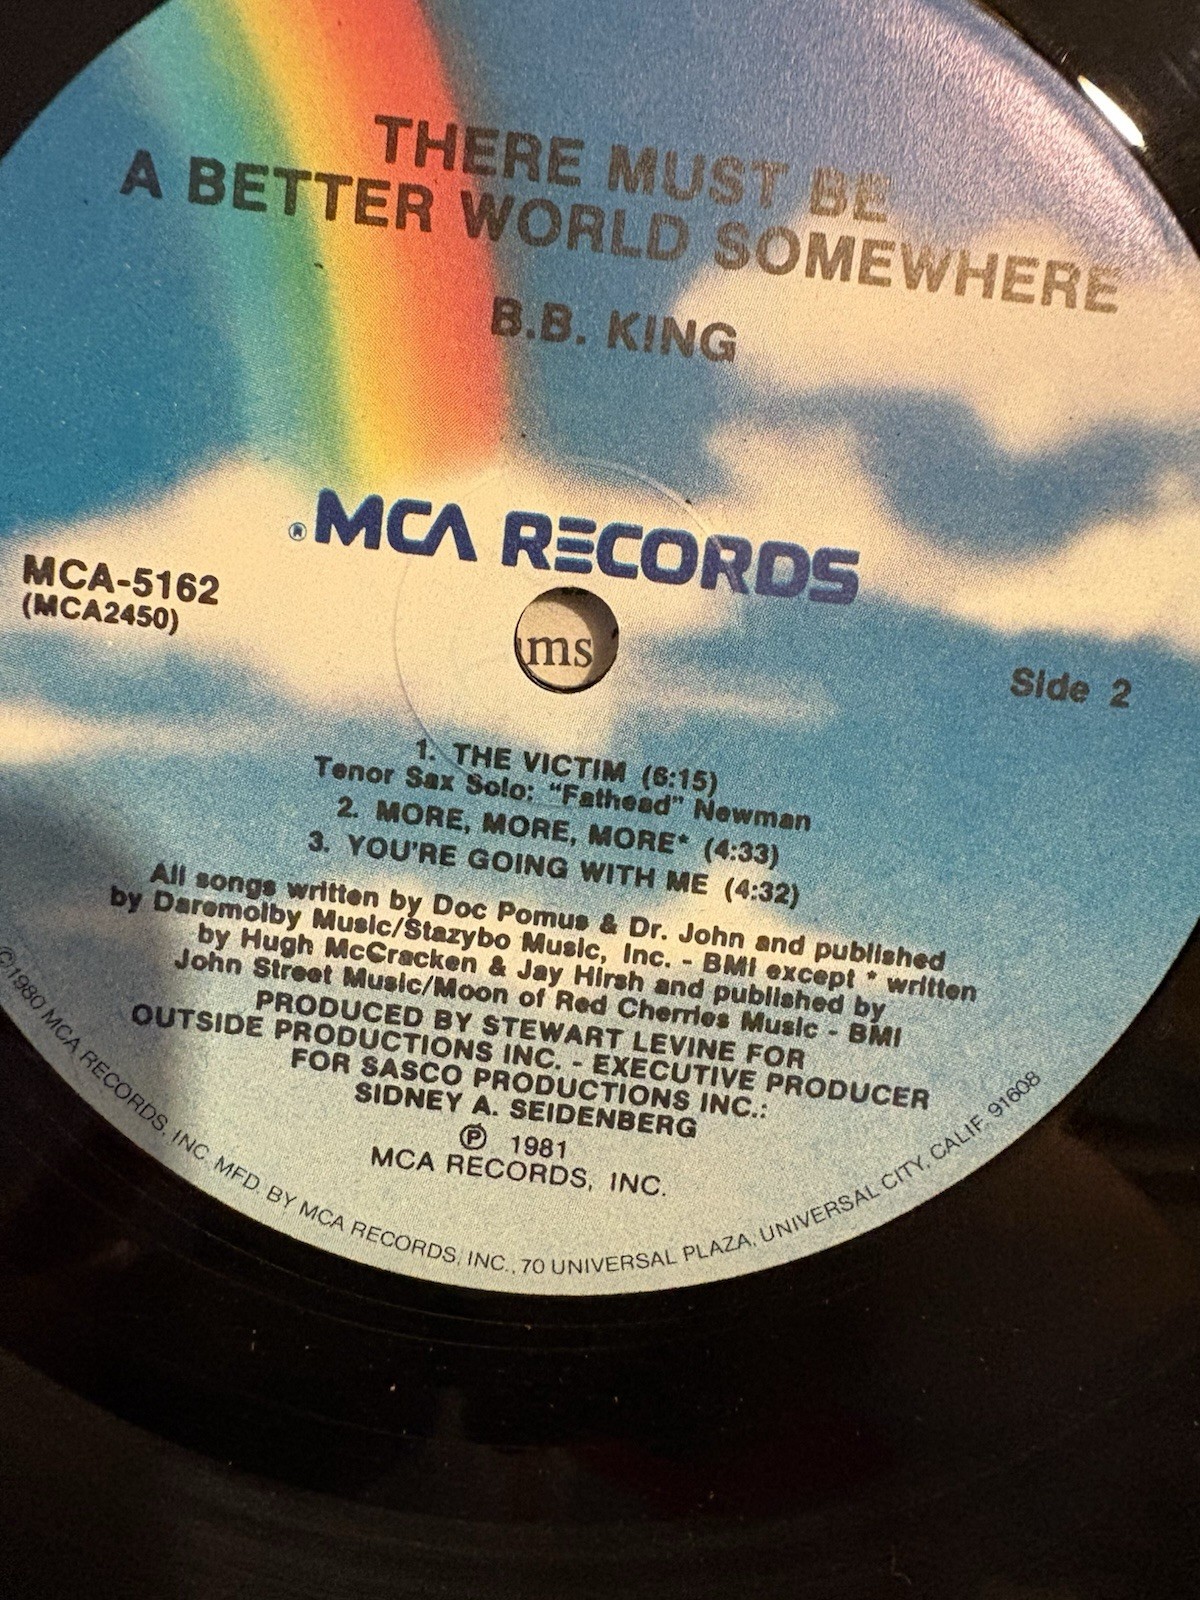 THERE MUST BE
A BETTER WORLD SOMEWHERE
B.B. KING
® MCA RECORDS
MCA-5162
(MCA2450)
ms
Side 2
1. THE VICTIM (6:15)
Tenor Sax Solo: "Fathead" Newman
2. MORE, MORE, MORE* (4:33)
3. YOU'RE GOING WITH ME (4:32)
All songs written by Doc Pomus & Dr. John and published
by Daremolby Music/Stazybo Music, Inc. - BMI except * written
by Hugh McCracken & Jay Hirsh and published by
John Street Music/Moon of Red Cherries Music - BMI
PRODUCED BY STEWART LEVINE FOR
OUTSIDE PRODUCTIONS INC. - EXECUTIVE PRODUCER
FOR SASCO PRODUCTIONS INC.:
SIDNEY A. SEIDENBERG
℗ 1981
MCA RECORDS, INC.
©1980 MCA RECORDS, INC. MFD. BY MCA RECORDS, INC., 70 UNIVERSAL PLAZA, UNIVERSAL CITY, CALIF. 91608